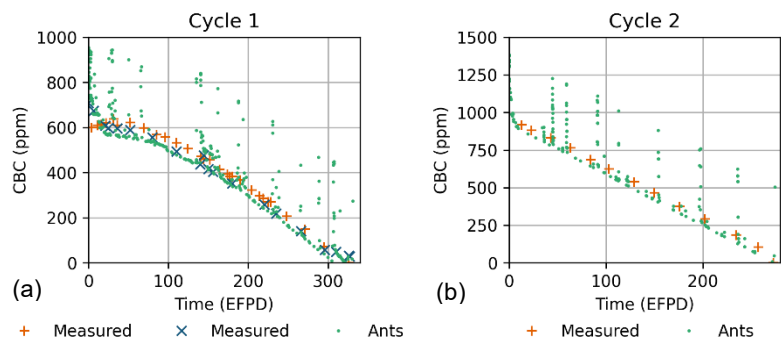 Cycle 1
1000
800
600
400
200
0
CBC (ppm)
0 100 200 300
Time (EFPD)
(a)
+ Measured × Measured • Ants
Cycle 2
1500
1250
1000
750
500
250
0
CBC (ppm)
0 200
Time (EFPD)
(b)
+ Measured • Ants